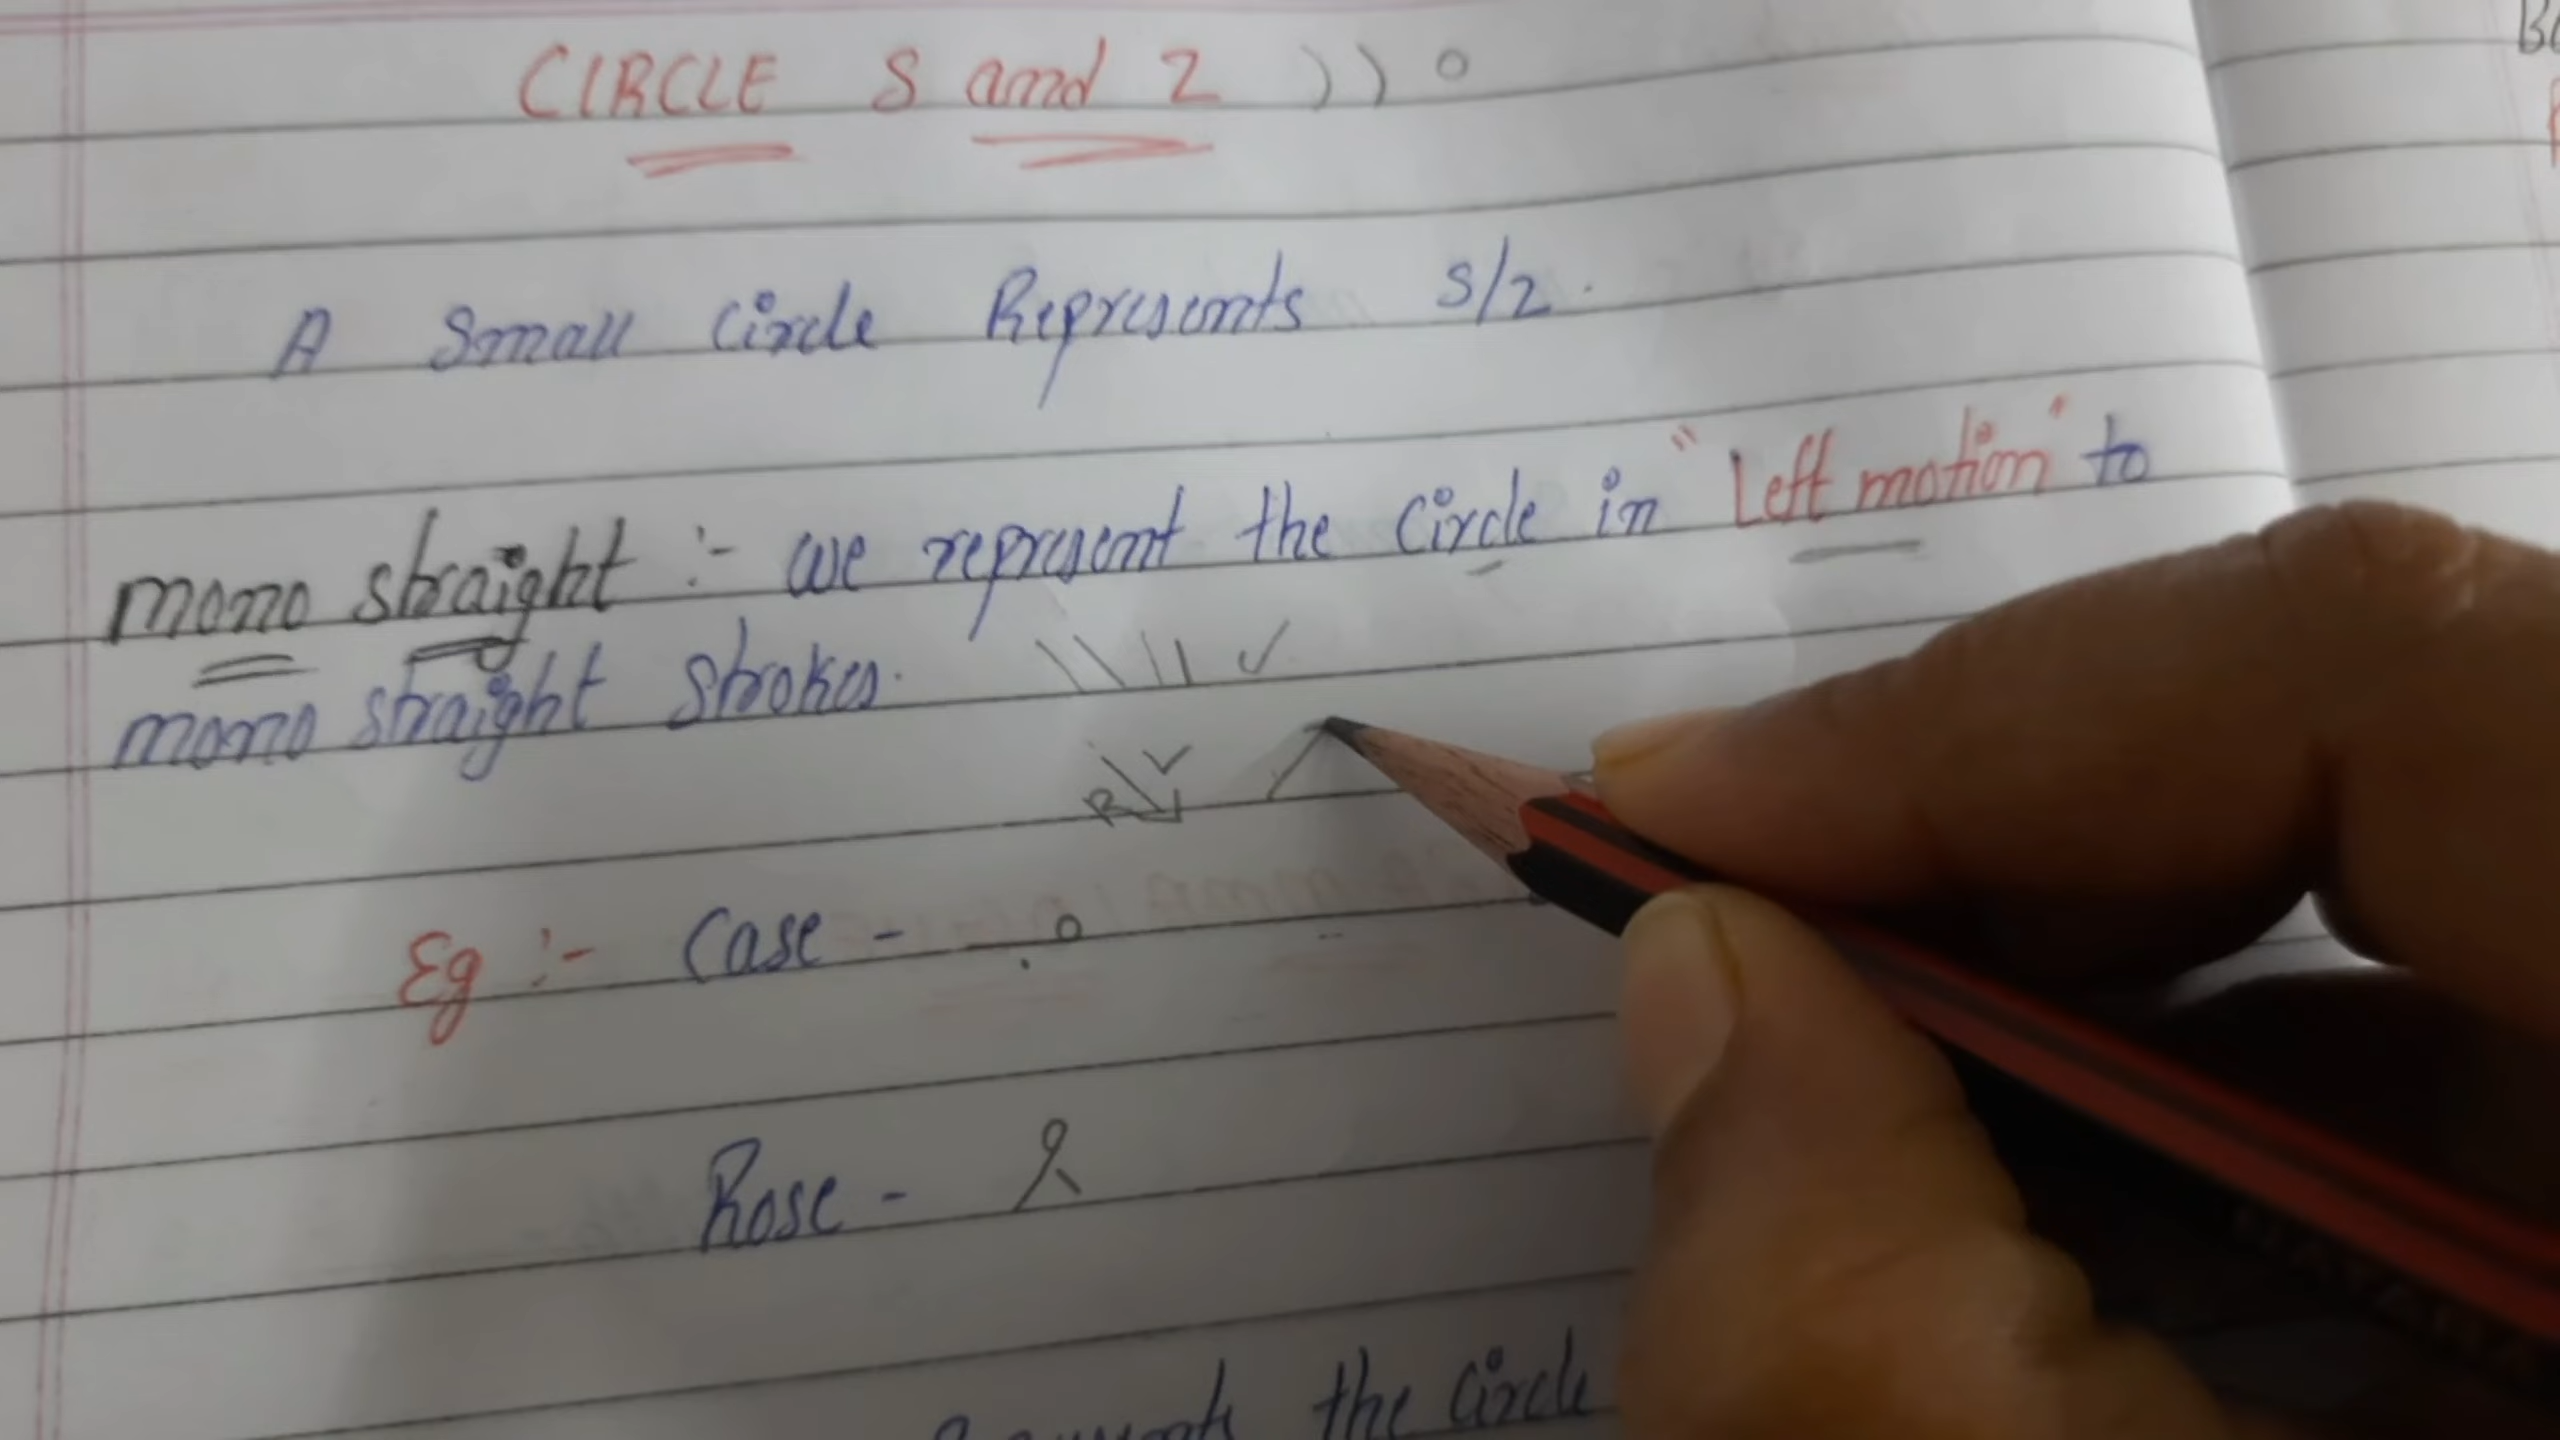 CIRCLE S and Z ) ) o
A small circle Represents S/Z.
mono straight :- we represent the circle in "left motion" to
mono straight strokes. \ \ | | ✓
R L
Eg :- Case -
Rose -
the circle